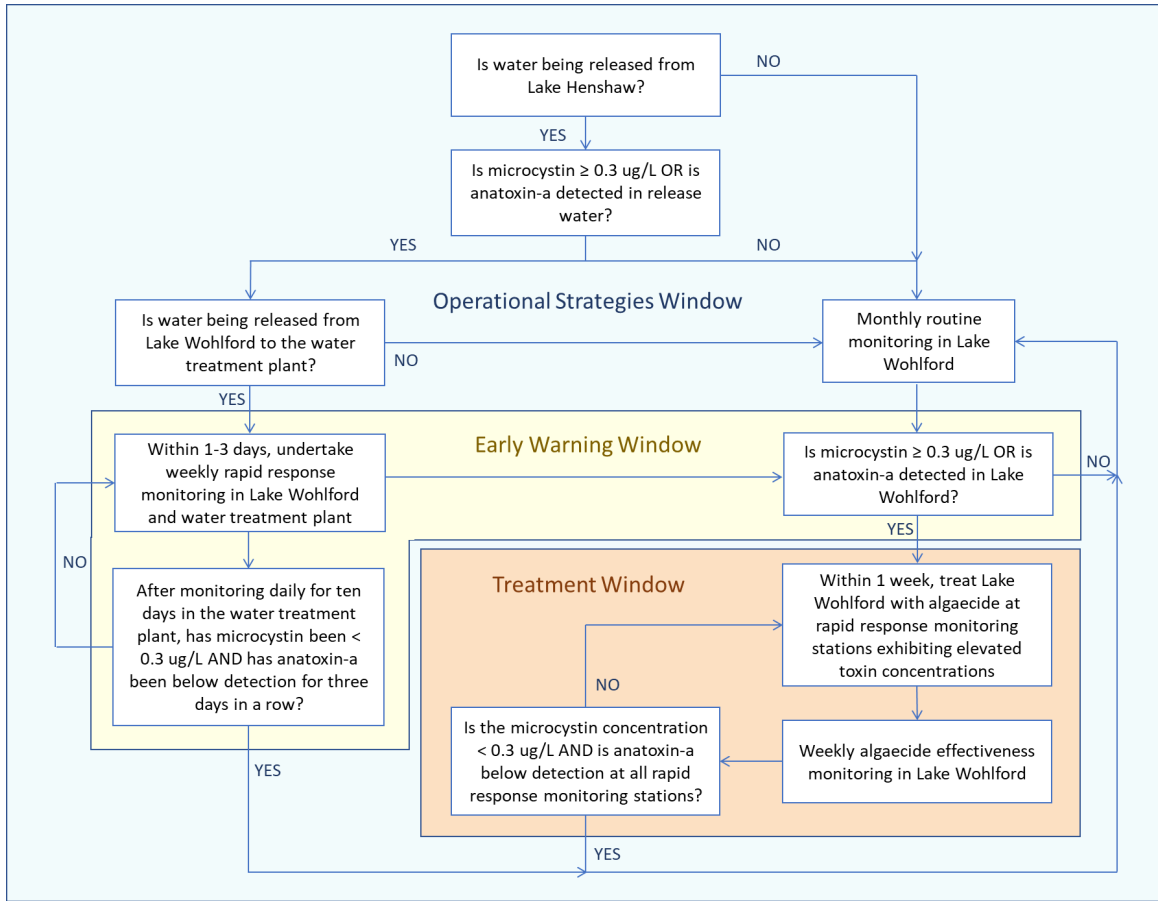 Is water being released from
Lake Henshaw?
NO
YES
Is microcystin ≥ 0.3 ug/L OR is
anatoxin-a detected in release
water?
YES
NO
Operational Strategies Window
Is water being released from
Lake Wohlford to the water
treatment plant?
NO
YES
Monthly routine
monitoring in Lake
Wohlford
Early Warning Window
Within 1-3 days, undertake
weekly rapid response
monitoring in Lake Wohlford
and water treatment plant
Is microcystin ≥ 0.3 ug/L OR is
anatoxin-a detected in Lake
Wohlford?
NO
YES
NO
After monitoring daily for ten
days in the water treatment
plant, has microcystin been <
0.3 ug/L AND has anatoxin-a
been below detection for three
days in a row?
YES
Treatment Window
Within 1 week, treat Lake
Wohlford with algaecide at
rapid response monitoring
stations exhibiting elevated
toxin concentrations
NO
Is the microcystin concentration
< 0.3 ug/L AND is anatoxin-a
below detection at all rapid
response monitoring stations?
Weekly algaecide effectiveness
monitoring in Lake Wohlford
YES